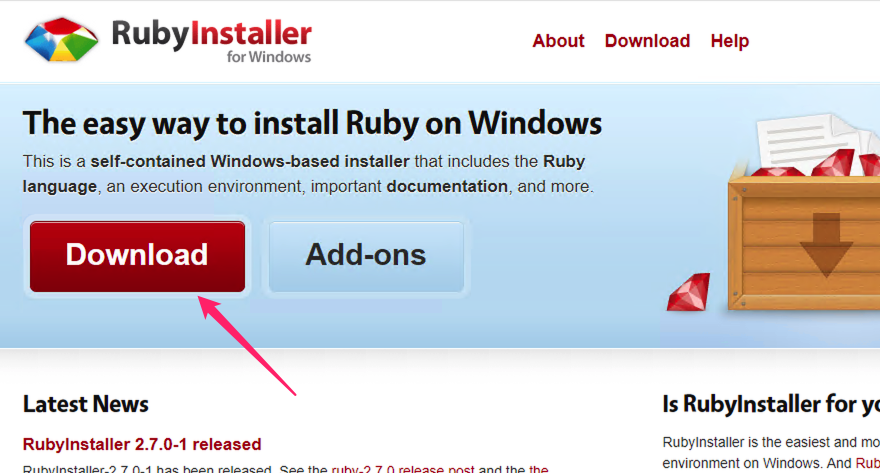 RubyInstaller
for Windows
About Download Help
The easy way to install Ruby on Windows
This is a self-contained Windows-based installer that includes the Ruby
language, an execution environment, important documentation, and more.
Download Add-ons
Latest News
RubyInstaller 2.7.0-1 released
RubyInstaller-2.7.0-1 has been released. See the ruby-2.7.0 release post and the the
Is RubyInstaller for yo
RubyInstaller is the easiest and mo
environment on Windows. And Rub